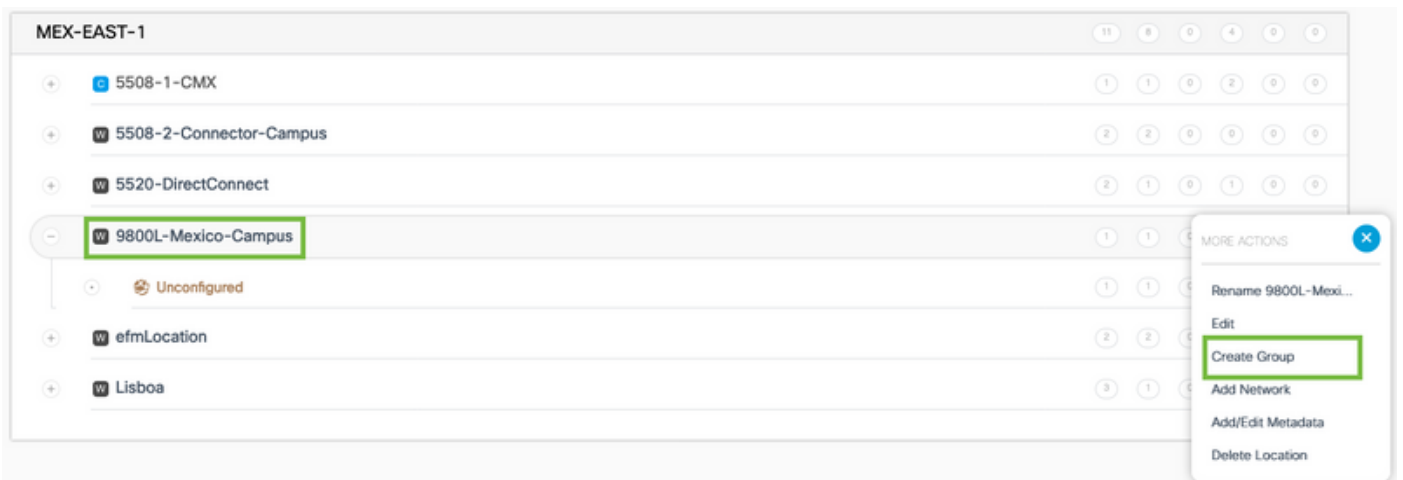 MEX-EAST-1 11 8 0 4 0 0
+ C 5508-1-CMX 1 1 0 2 0 0
+ W 5508-2-Connector-Campus 2 2 0 0 0 0
+ W 5520-DirectConnect 2 1 0 1 0 0
− W 9800L-Mexico-Campus 1 1
MORE ACTIONS ×
Unconfigured 1 1
Rename 9800L-Mexi...
Edit
+ W efmLocation 2 2
Create Group
+ W Lisboa 3 1
Add Network
Add/Edit Metadata
Delete Location